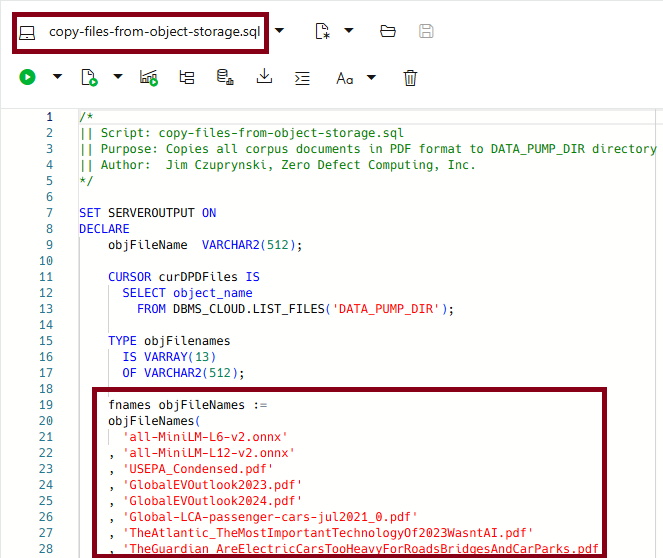 copy-files-from-object-storage.sql
Aa
1 /*
2 || Script: copy-files-from-object-storage.sql
3 || Purpose: Copies all corpus documents in PDF format to DATA_PUMP_DIR directory
4 || Author:  Jim Czuprynski, Zero Defect Computing, Inc.
5 */
6
7 SET SERVEROUTPUT ON
8 DECLARE
9     objFileName  VARCHAR2(512);
10
11     CURSOR curDPDFiles IS
12       SELECT object_name
13         FROM DBMS_CLOUD.LIST_FILES('DATA_PUMP_DIR');
14
15     TYPE objFilenames
16       IS VARRAY(13)
17       OF VARCHAR2(512);
18
19     fnames objFileNames :=
20     objFileNames(
21       'all-MiniLM-L6-v2.onnx'
22     , 'all-MiniLM-L12-v2.onnx'
23     , 'USEPA_Condensed.pdf'
24     , 'GlobalEVOutlook2023.pdf'
25     , 'GlobalEVOutlook2024.pdf'
26     , 'Global-LCA-passenger-cars-jul2021_0.pdf'
27     , 'TheAtlantic_TheMostImportantTechnologyOf2023WasntAI.pdf'
28     , 'TheGuardian_AreElectricCarsTooHeavyForRoadsBridgesAndCarParks.pdf